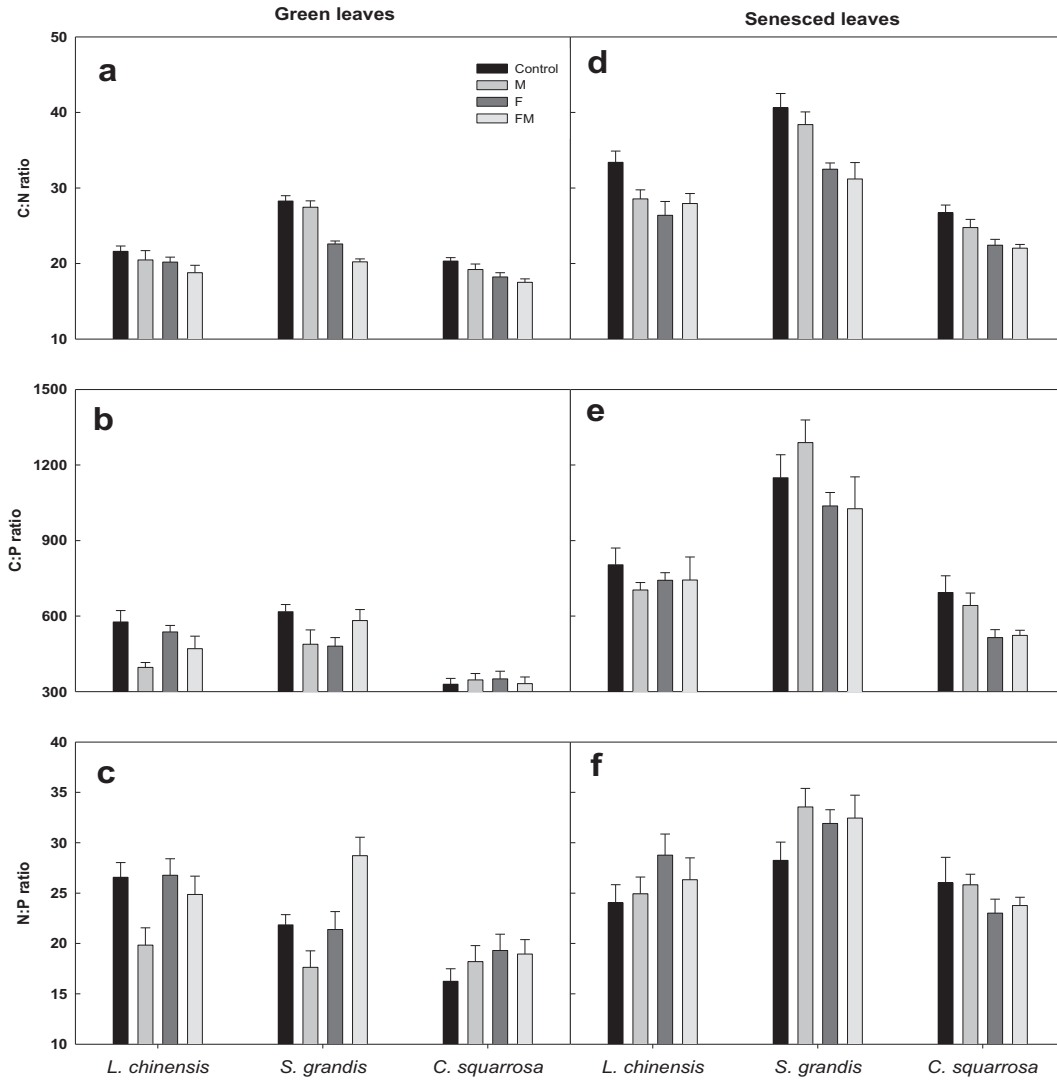 Green leaves
Senesced leaves
C:N ratio
50
40
30
20
10
a
Control
M
F
FM
d
C:P ratio
1500
1200
900
600
300
b
e
N:P ratio
40
35
30
25
20
15
10
c
f
L. chinensis
S. grandis
C. squarrosa
L. chinensis
S. grandis
C. squarrosa